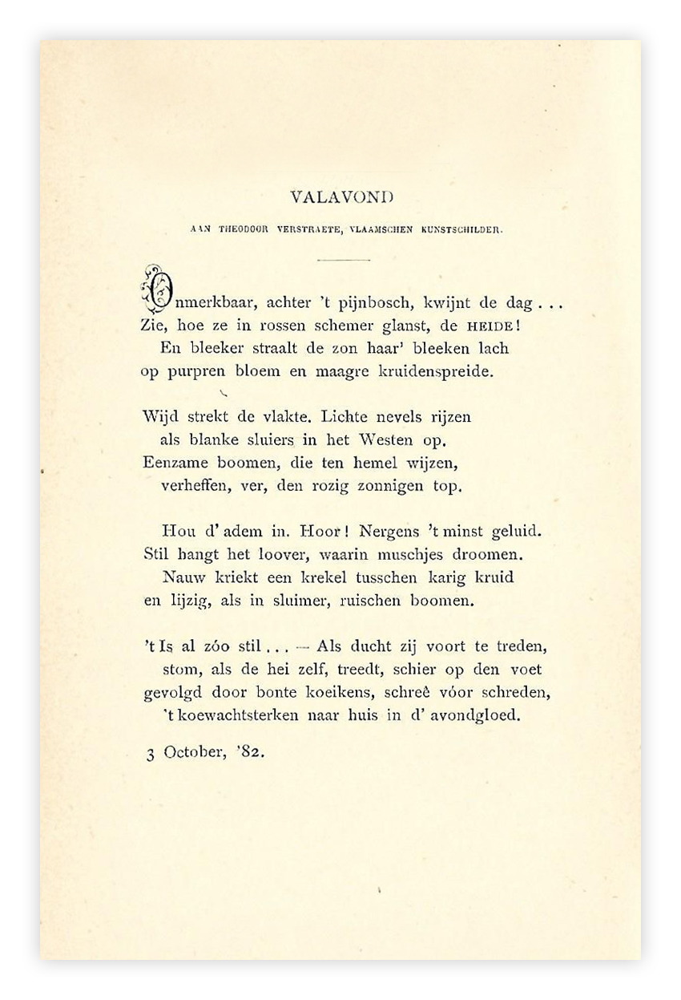 VALAVOND
AAN THEODOOR VERSTRAETE, VLAAMSCHEN KUNSTSCHILDER.
Onmerkbaar, achter 't pijnbosch, kwijnt de dag . . .
Zie, hoe ze in rossen schemer glanst, de HEIDE!
En bleeker straalt de zon haar' bleeken lach
op purpren bloem en maagre kruidenspreide.
Wijd strekt de vlakte. Lichte nevels rijzen
als blanke sluiers in het Westen op.
Eenzame boomen, die ten hemel wijzen,
verheffen, ver, den rozig zonnigen top.
Hou d' adem in. Hoor! Nergens 't minst geluid.
Stil hangt het loover, waarin muschjes droomen.
Nauw kriekt een krekel tusschen karig kruid
en lijzig, als in sluimer, ruischen boomen.
't Is al zóo stil . . . — Als ducht zij voort te treden,
stom, als de hei zelf, treedt, schier op den voet
gevolgd door bonte koeikens, schreê vóor schreden,
't koewachtsterken naar huis in d' avondgloed.
3 October, '82.